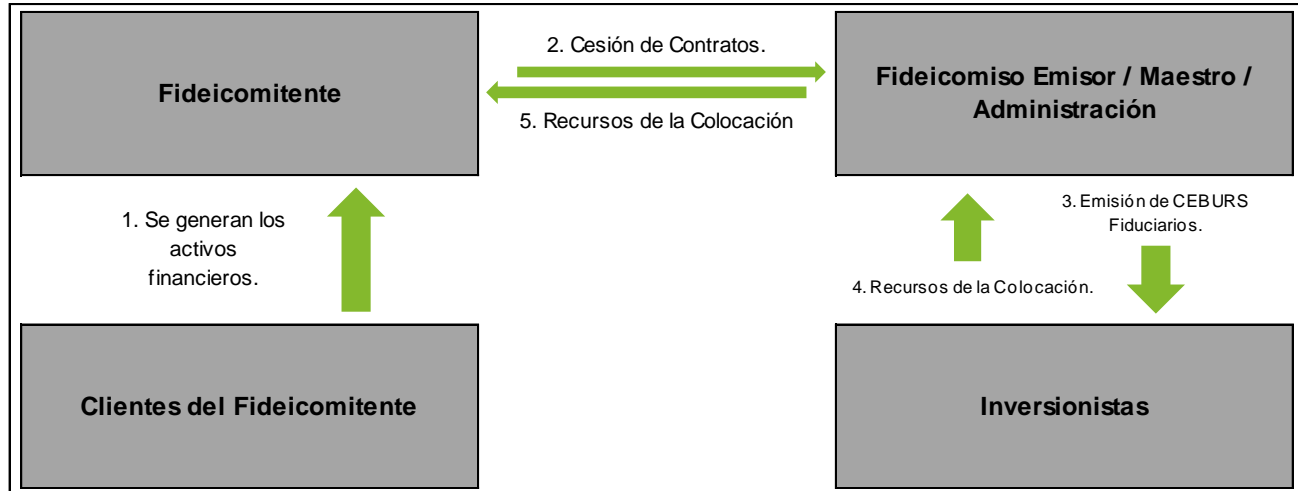 2. Cesión de Contratos.
Fideicomitente
Fideicomiso Emisor / Maestro /
Administración
5. Recursos de la Colocación
1. Se generan los
activos
financieros.
3. Emisión de CEBURS
Fiduciarios.
4. Recursos de la Colocación.
Clientes del Fideicomitente
Inversionistas